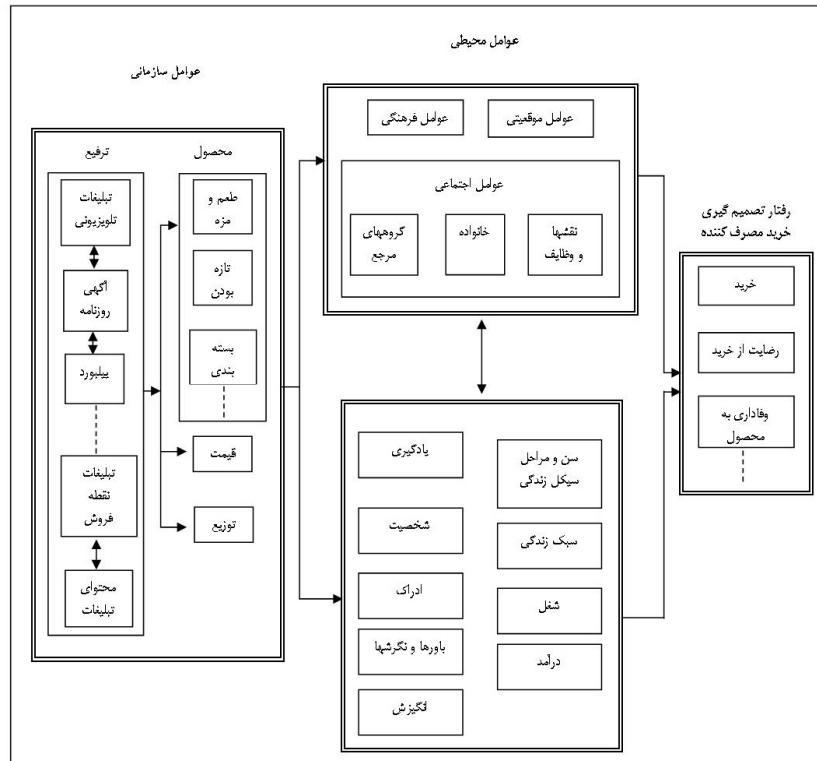 عوامل محیطی
عوامل سازمانی
عوامل موقعیتی
عوامل فرهنگی
عوامل اجتماعی
نقشها
و وظایف
خانواده
گروههای
مرجع
محصول
طعم و
مزه
تازه
بودن
بسته
بندی
قیمت
توزیع
ترفیع
تبلیغات
تلویزیونی
آگهی
روزنامه
بیلبورد
تبلیغات
نقطه
فروش
محتوای
تبلیغات
سن و مراحل
سیکل زندگی
سبک زندگی
شغل
درآمد
یادگیری
شخصیت
ادراک
باورها و نگرشها
انگیزش
رفتار تصمیم گیری
خرید مصرف کننده
خرید
رضایت از خرید
وفاداری به
محصول